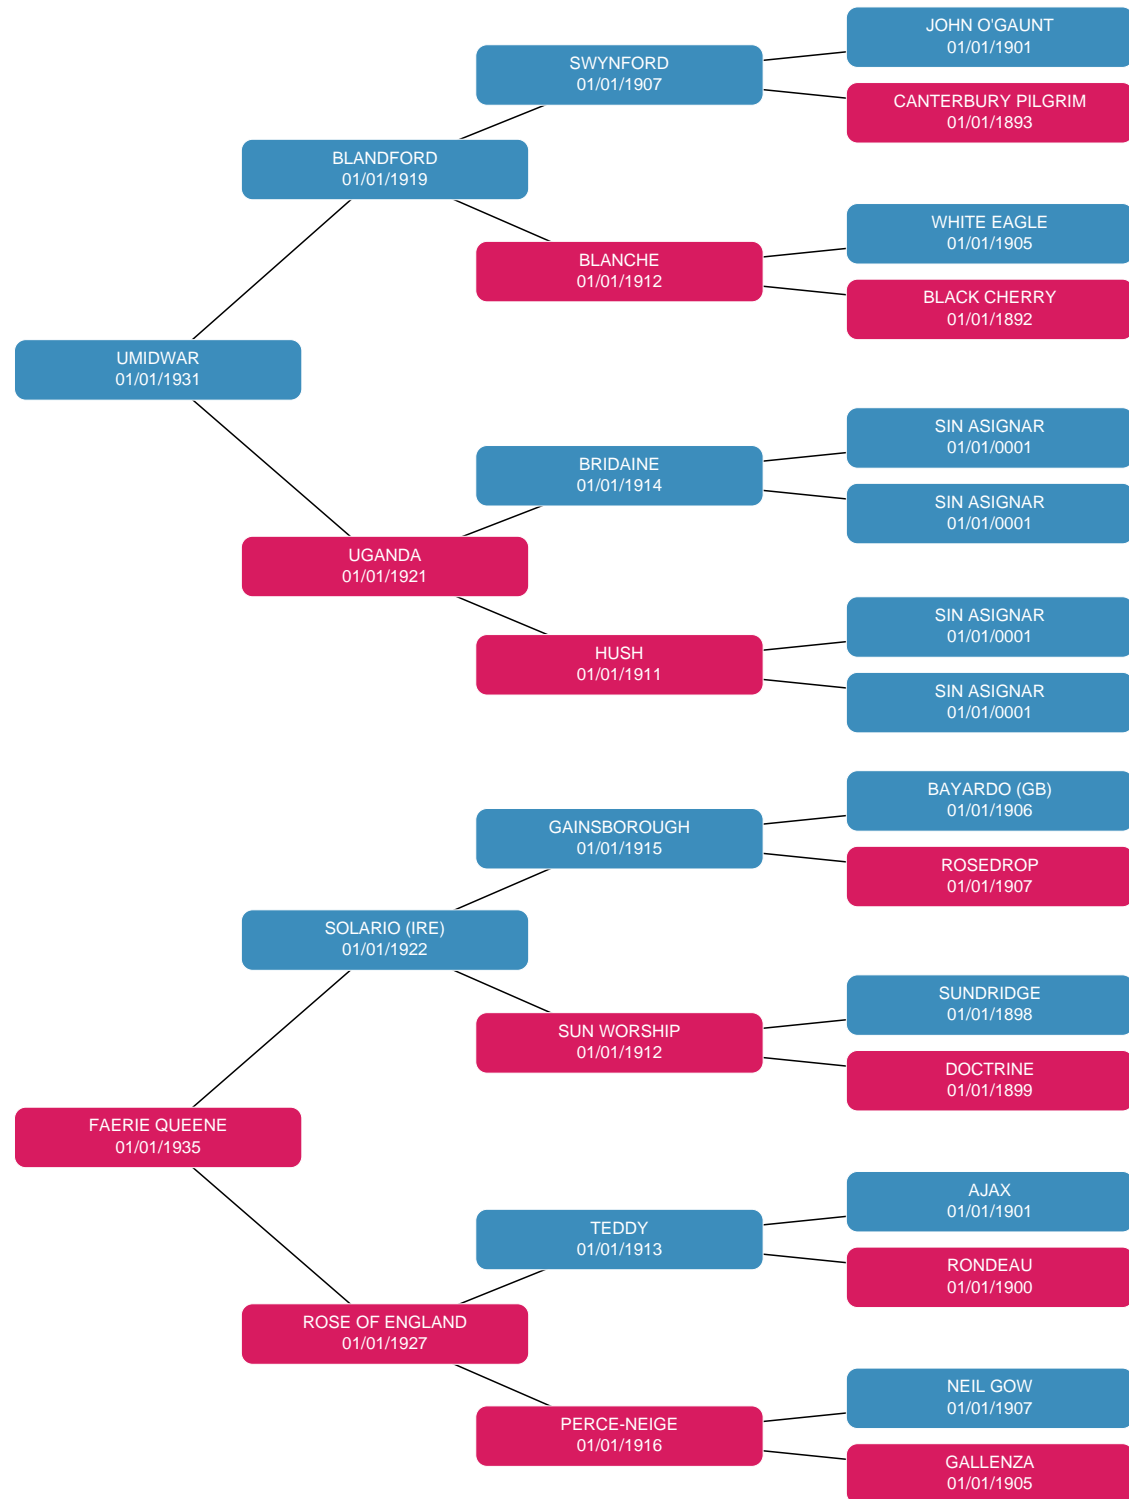 JOHN O'GAUNT
01/01/1901
SWYNFORD
01/01/1907
CANTERBURY PILGRIM
01/01/1893
BLANDFORD
01/01/1919
WHITE EAGLE
01/01/1905
BLANCHE
01/01/1912
BLACK CHERRY
01/01/1892
UMIDWAR
01/01/1931
SIN ASIGNAR
01/01/0001
BRIDAINE
01/01/1914
SIN ASIGNAR
01/01/0001
UGANDA
01/01/1921
SIN ASIGNAR
01/01/0001
HUSH
01/01/1911
SIN ASIGNAR
01/01/0001
BAYARDO (GB)
01/01/1906
GAINSBOROUGH
01/01/1915
ROSEDROP
01/01/1907
SOLARIO (IRE)
01/01/1922
SUNDRIDGE
01/01/1898
SUN WORSHIP
01/01/1912
DOCTRINE
01/01/1899
FAERIE QUEENE
01/01/1935
AJAX
01/01/1901
TEDDY
01/01/1913
RONDEAU
01/01/1900
ROSE OF ENGLAND
01/01/1927
NEIL GOW
01/01/1907
PERCE-NEIGE
01/01/1916
GALLENZA
01/01/1905